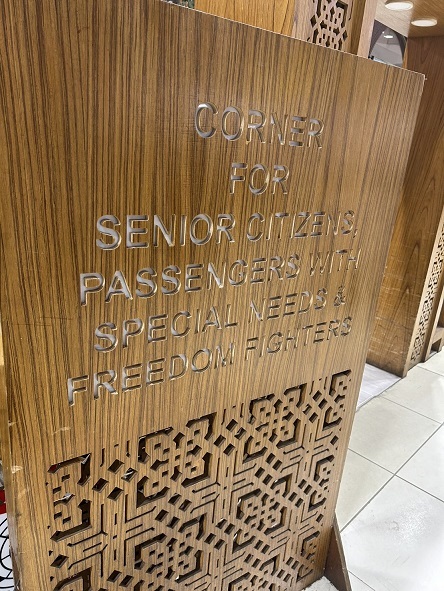 CORNER
FOR
SENIOR CITIZENS,
PASSENGERS WITH
SPECIAL NEEDS &
FREEDOM FIGHTERS